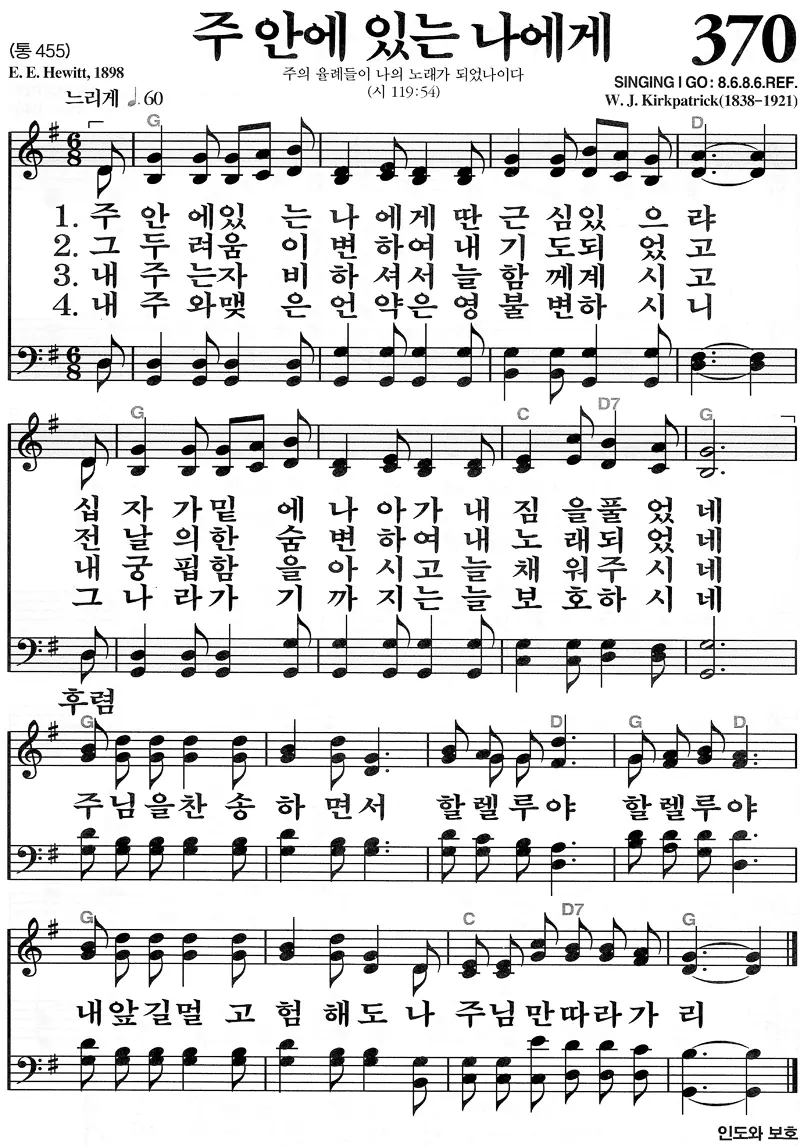 주 안에 있는 나에게
370
(통 455)
E. E. Hewitt, 1898
주의 율례들이 나의 노래가 되었나이다
(시 119:54)
SINGING I GO: 8.6.8.6.REF.
W. J. Kirkpatrick(1838-1921)
느리게 ♩. 60
G D
1. 주 안 에있 는 나 에게 딴 근 심있 으 랴
2. 그 두 려움 이 변 하여 내 기 도되 었 고
3. 내 주 는자 비 하 셔서 늘 함 께계 시 고
4. 내 주 와맺 은 언 약은 영 불 변하 시 니
G C D7 G
십 자 가밑 에 나 아가 내 짐 을풀 었 네
전 날 의한 숨 변 하여 내 노 래되 었 네
내 궁 핍함 을 아 시고 늘 채 워주 시 네
그 나 라가 기 까 지는 늘 보 호하 시 네
후렴
G D G D
주님을찬 송 하 면서 할렐루야 할렐루야
G C D7 G
내앞길멀 고 험 해도 나 주님만따라가 리
인도와 보호